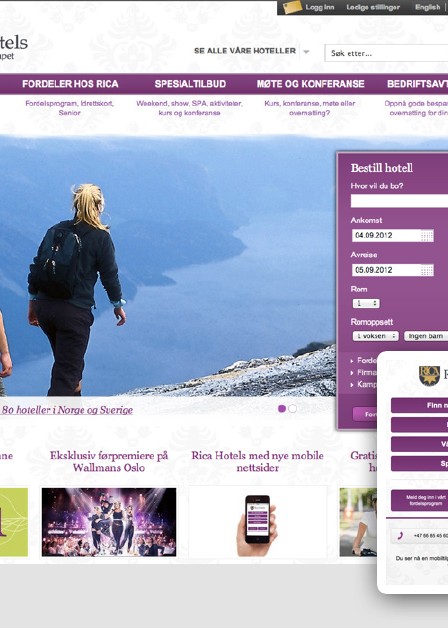 Logg inn Ledige stillinger English
tels
apet
SE ALLE VÅRE HOTELLER
Søk etter...
FORDELER HOS RICA SPESIALTILBUD MØTE OG KONFERANSE BEDRIFTSAVT
Fordelsprogram, Idrettskort, Senior
Weekend, show, SPA, aktiviteter, kurs og konferanse
Kurs, konferanse, møte eller overnatting?
Oppnå gode bespa
overnatting for din
Bestill hotell
Hvor vil du bo?
Ankomst
04.09.2012
Avreise
05.09.2012
Rom
1
Romoppsett
1 voksen Ingen barn
Forde
Firma
Kamp
80 hoteller i Norge og Sverige
RICA
Finn n
Sp
Meld deg inn i vårt
fordelsprogram
+47 66 85 45 60
Du ser nå en mobiltilp
Eksklusiv førpremiere på
Wallmans Oslo
Rica Hotels med nye mobile
nettsider
Gratis